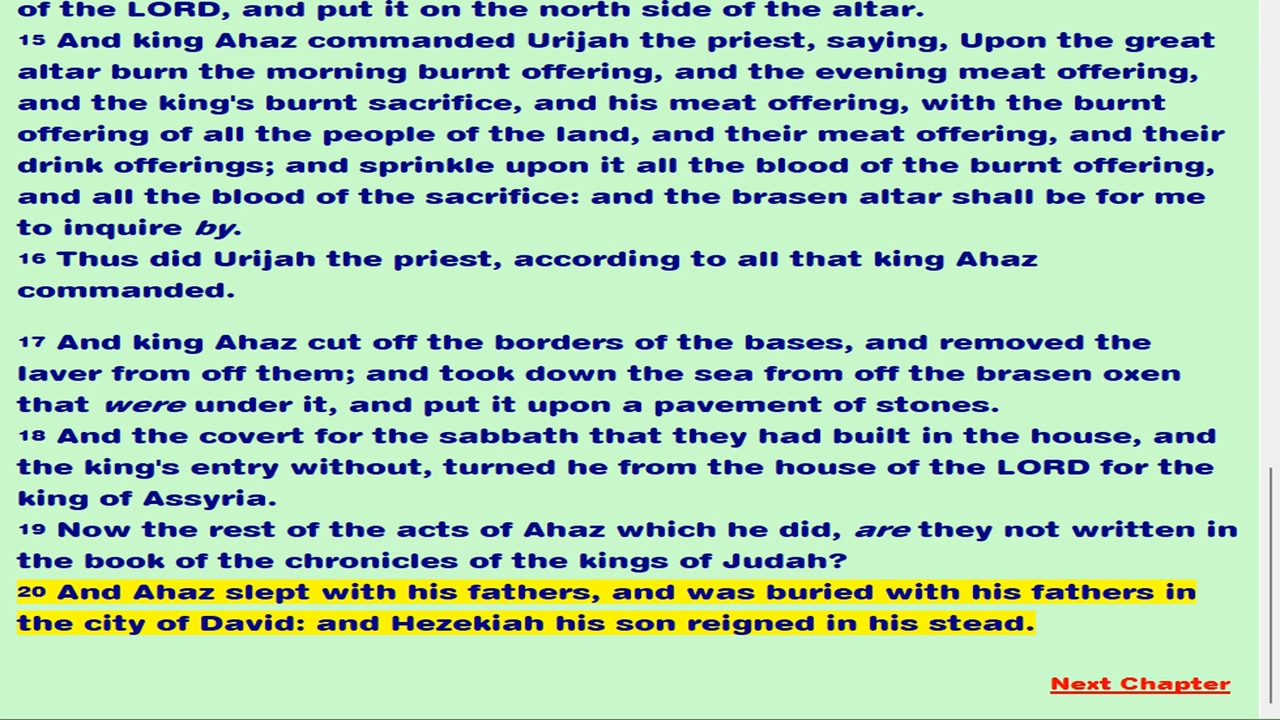 of the LORD, and put it on the north side of the altar.
15 And king Ahaz commanded Urijah the priest, saying, Upon the great
altar burn the morning burnt offering, and the evening meat offering,
and the king's burnt sacrifice, and his meat offering, with the burnt
offering of all the people of the land, and their meat offering, and their
drink offerings; and sprinkle upon it all the blood of the burnt offering,
and all the blood of the sacrifice: and the brasen altar shall be for me
to inquire by.
16 Thus did Urijah the priest, according to all that king Ahaz
commanded.
17 And king Ahaz cut off the borders of the bases, and removed the
laver from off them; and took down the sea from off the brasen oxen
that were under it, and put it upon a pavement of stones.
18 And the covert for the sabbath that they had built in the house, and
the king's entry without, turned he from the house of the LORD for the
king of Assyria.
19 Now the rest of the acts of Ahaz which he did, are they not written in
the book of the chronicles of the kings of Judah?
20 And Ahaz slept with his fathers, and was buried with his fathers in
the city of David: and Hezekiah his son reigned in his stead.
Next Chapter